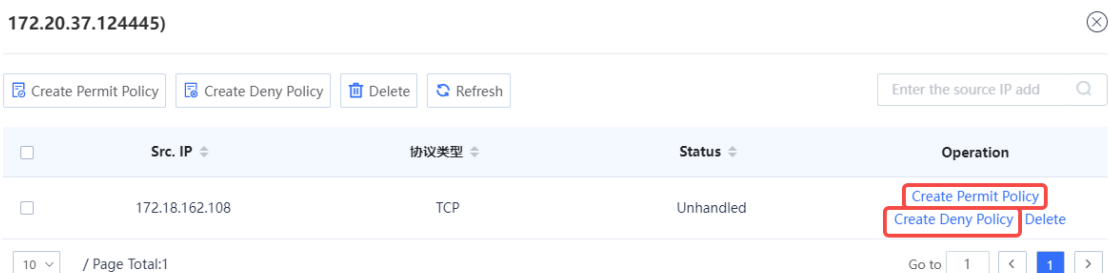 172.20.37.124445)
Create Permit Policy Create Deny Policy Delete Refresh Enter the source IP add
Src. IP 协议类型 Status Operation
172.18.162.108 TCP Unhandled Create Permit Policy
Create Deny Policy Delete
10 / Page Total:1 Go to 1 < 1 >